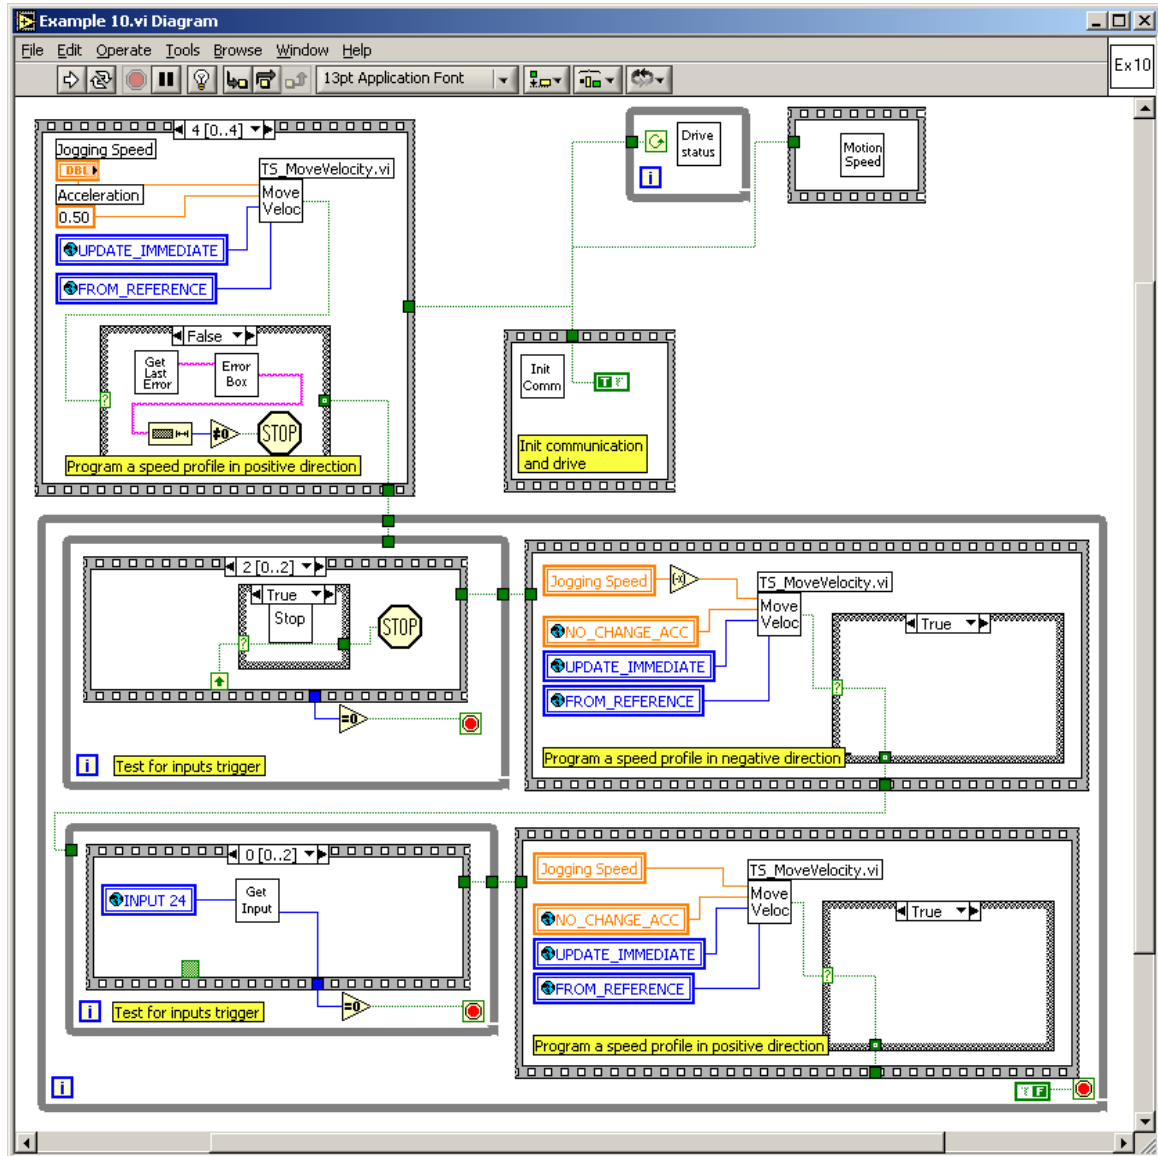 Example 10.vi Diagram
File Edit Operate Tools Browse Window Help
13pt Application Font
Ex10
4 [0..4]
Jogging Speed
DBL
TS_MoveVelocity.vi
Acceleration
Move
Veloc
0.50
UPDATE_IMMEDIATE
FROM_REFERENCE
False
Get
Last
Error
Error
Box
?
≠0
STOP
Program a speed profile in positive direction
Drive
status
i
Motion
Speed
Init
Comm
T
Init communication
and drive
2 [0..2]
True
Stop
?
STOP
=0
i
Test for inputs trigger
Jogging Speed
(-x)
TS_MoveVelocity.vi
Move
Veloc
NO_CHANGE_ACC
UPDATE_IMMEDIATE
FROM_REFERENCE
True
?
Program a speed profile in negative direction
0 [0..2]
INPUT 24
Get
Input
=0
i
Test for inputs trigger
Jogging Speed
TS_MoveVelocity.vi
Move
Veloc
NO_CHANGE_ACC
UPDATE_IMMEDIATE
FROM_REFERENCE
True
?
Program a speed profile in positive direction
i
F